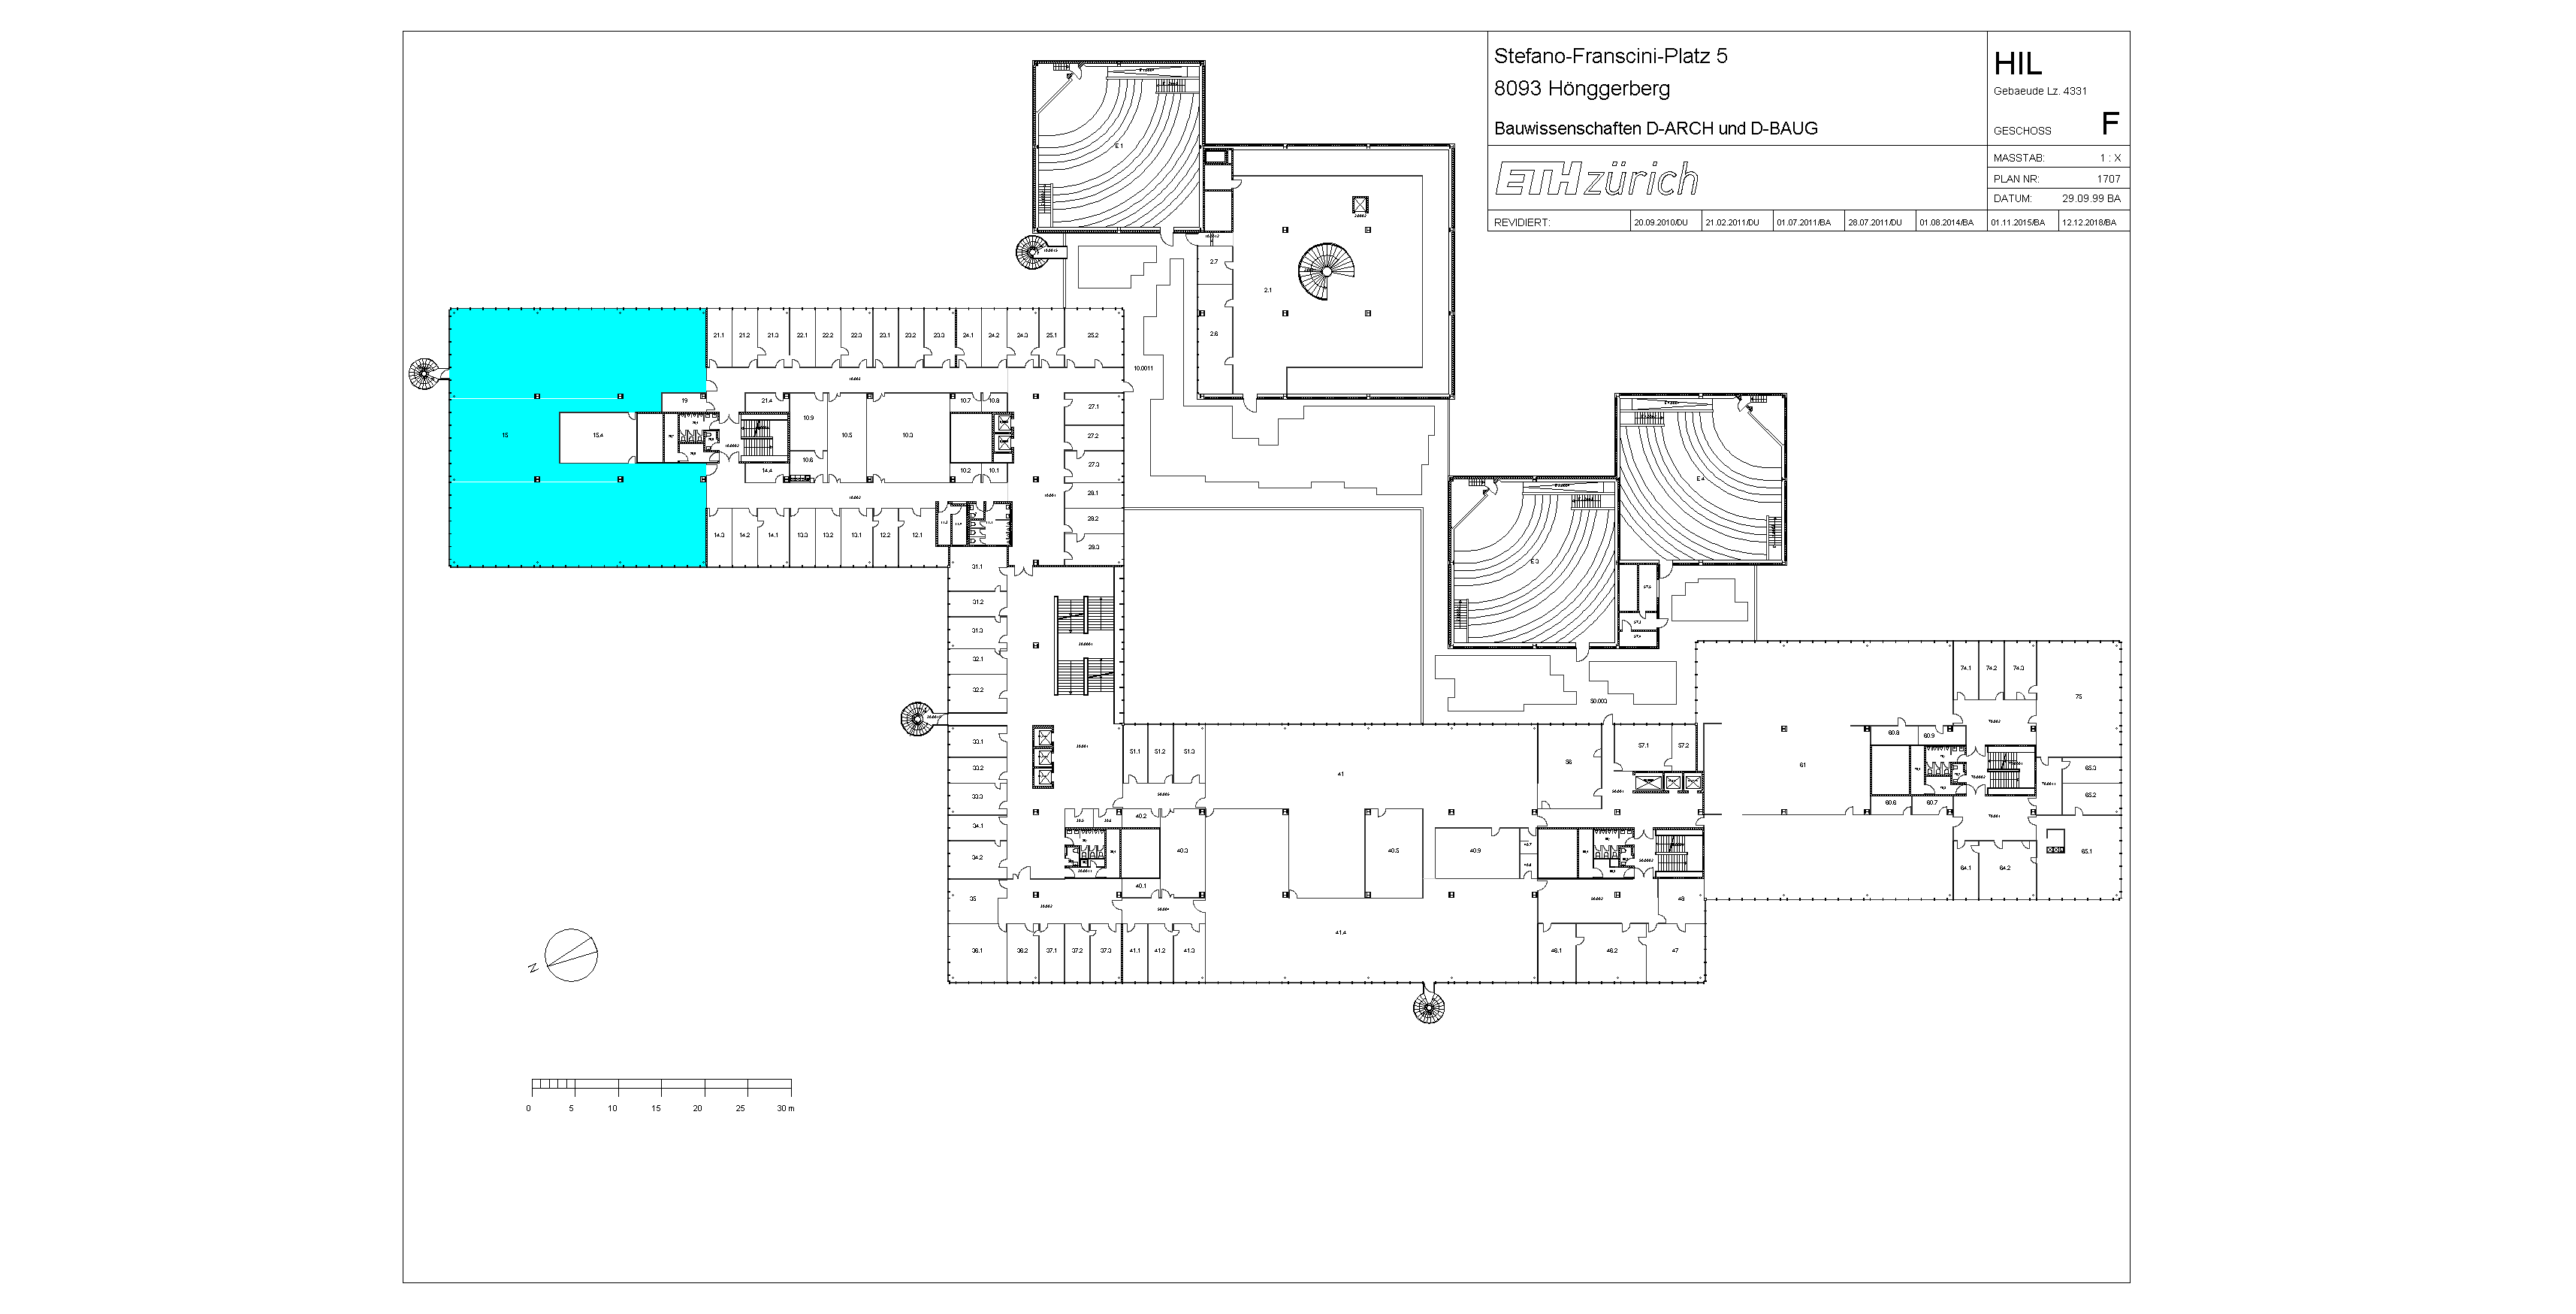 Stefano-Franscini-Platz 5
8093 Hönggerberg
Bauwissenschaften D-ARCH und D-BAUG
HIL
Gebaeude Lz. 4331
GESCHOSS F
ETH zürich
MASSTAB: 1 : X
PLAN NR: 1707
DATUM: 29.09.99 BA
REVIDIERT: 20.09.2010/DU 21.02.2011/DU 01.07.2011/BA 28.07.2011/DU 01.08.2014/BA 01.11.2015/BA 12.12.2018/BA
E 1
2.7
2.1
2.6
21.1 21.2 21.3 22.1 22.2 22.3 23.1 23.2 23.3 24.1 24.2 24.3 25.1 25.2
10.0011
19 21.4 10.9 10.7 10.8 27.1
15 15.4 10.5 10.3 27.2
14.4 10.6 10.2 10.1 27.3
28.1
28.2
28.3
14.3 14.2 14.1 13.3 13.2 13.1 12.2 12.1
E 4
E 3
31.1
31.2
31.3
32.1
32.2
33.1
33.2
33.3
34.1
34.2
35
36.1 36.2 37.1 37.2 37.3 41.1 41.2 41.3
51.1 51.2 51.3
41
40.2
40.3
40.1
40.5
40.9
41.4
50.003
56
57.1 57.2
48
46.1 46.2 47
61
60.8 60.9
60.6 60.7
74.1 74.2 74.3
75
65.3
65.2
65.1
64.1 64.2
N
0 5 10 15 20 25 30 m